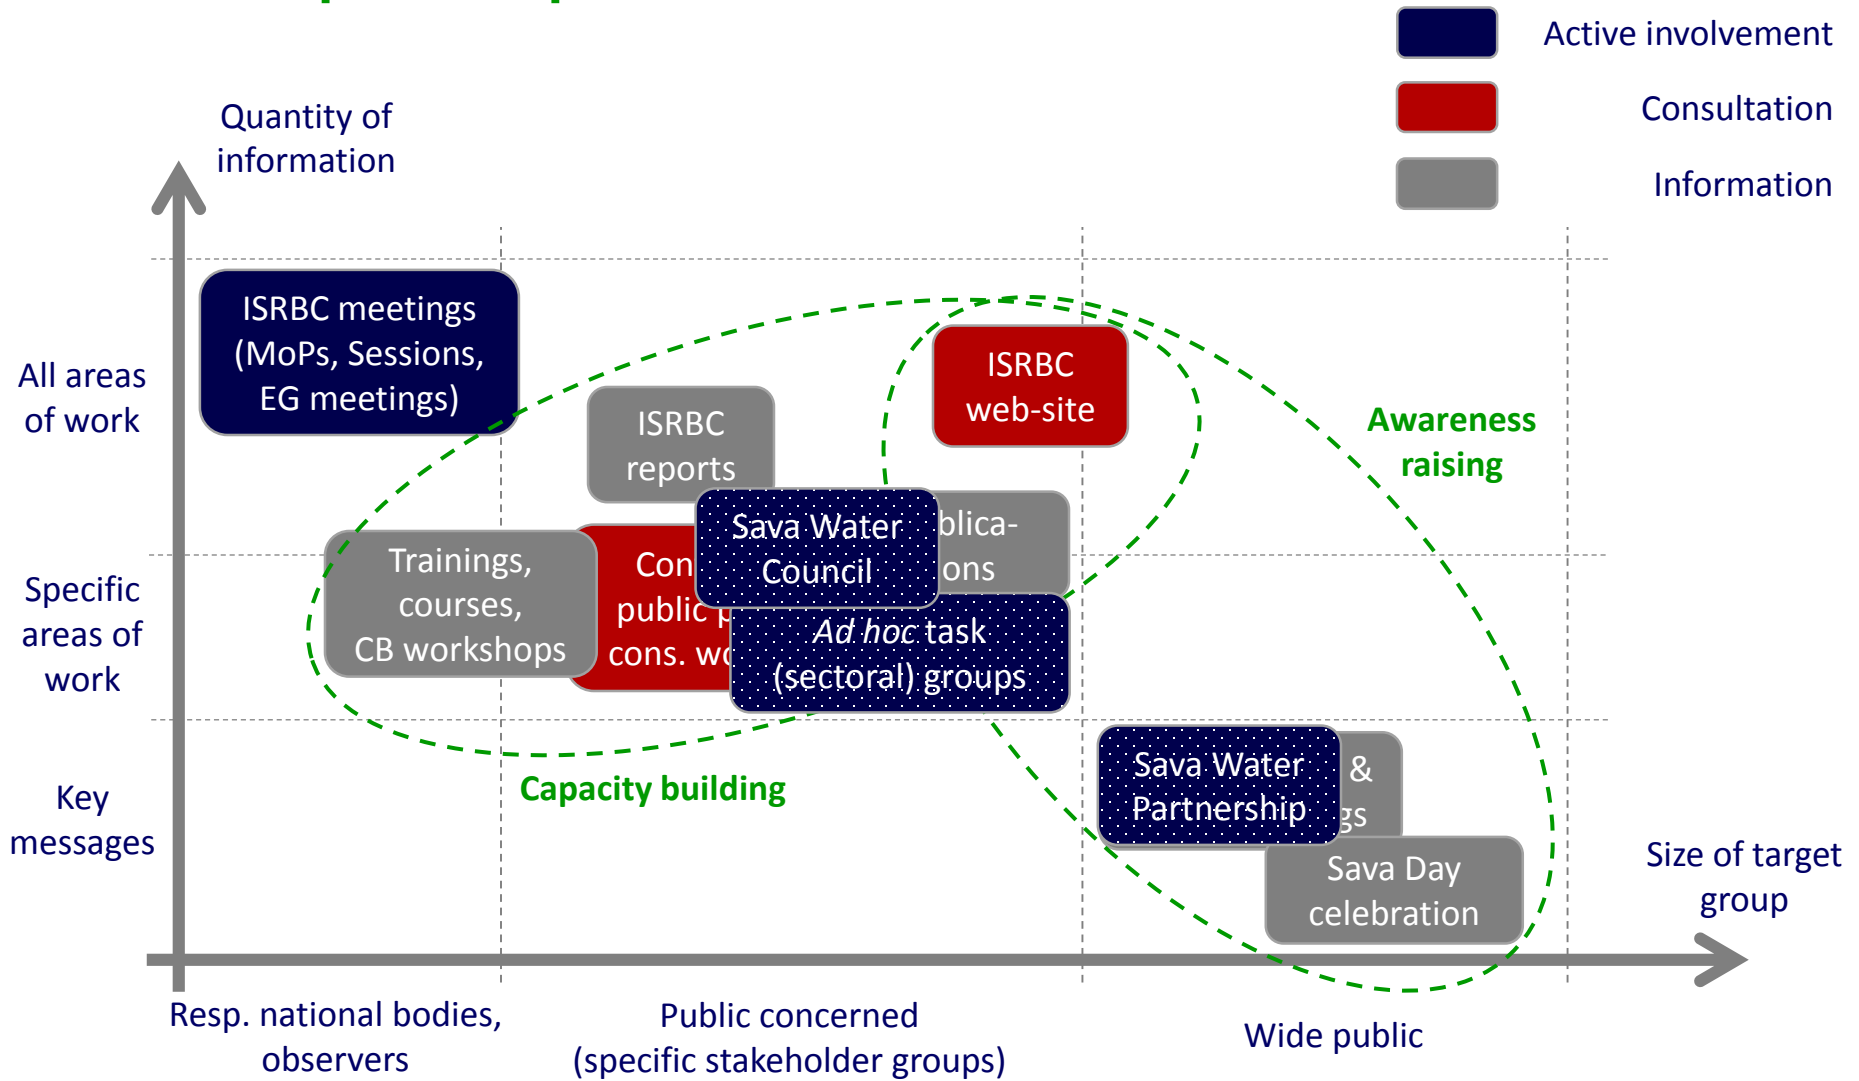 Active involvement
Consultation
Information
Quantity of
information
ISRBC meetings
(MoPs, Sessions,
EG meetings)
All areas
of work
ISRBC
reports
ISRBC
web-site
Awareness
raising
Sava Water
Council
blica-
ons
Trainings,
courses,
CB workshops
Con
public p
cons. wo
Ad hoc task
(sectoral) groups
Specific
areas of
work
Capacity building
Key
messages
Sava Water
Partnership
&
gs
Sava Day
celebration
Size of target
group
Resp. national bodies,
observers
Public concerned
(specific stakeholder groups)
Wide public